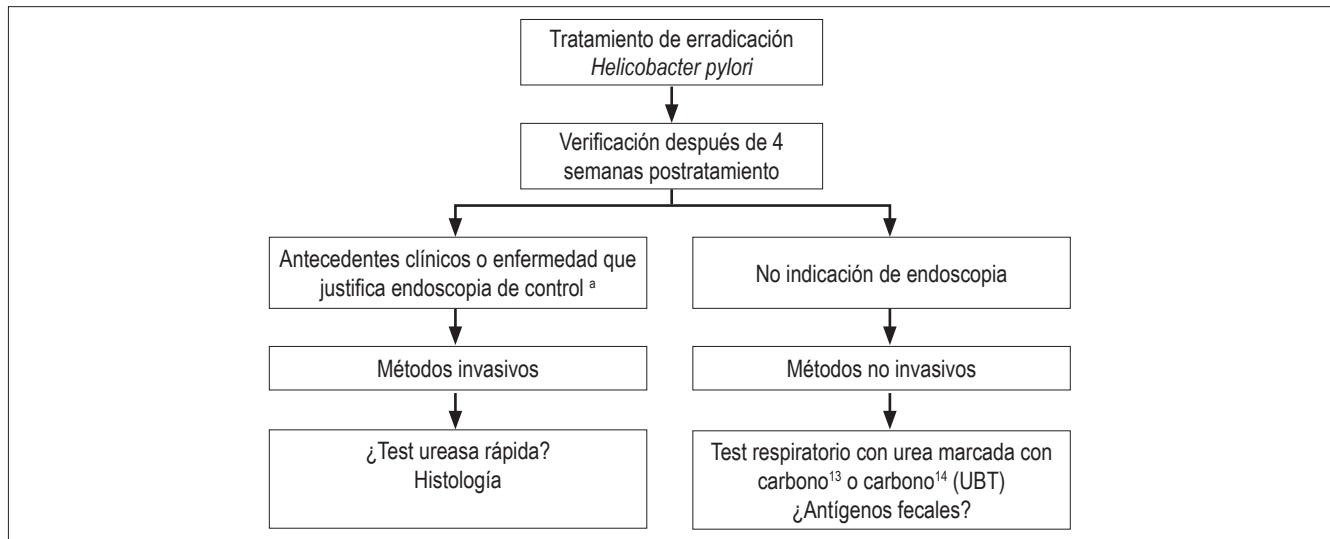 Tratamiento de erradicación
Helicobacter pylori
Verificación después de 4
semanas postratamiento
Antecedentes clínicos o enfermedad que
justifica endoscopia de control ª
No indicación de endoscopia
Métodos invasivos
Métodos no invasivos
¿Test ureasa rápida?
Histología
Test respiratorio con urea marcada con
carbono¹³ o carbono¹⁴ (UBT)
¿Antígenos fecales?